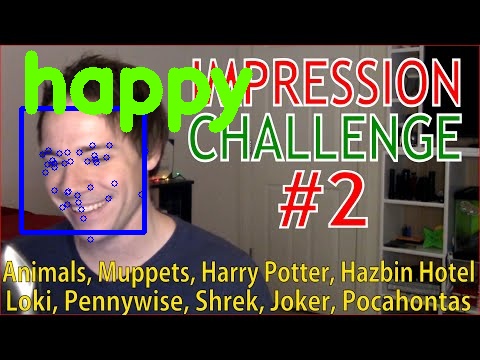 happy
IMPRESSION
CHALLENGE
#2
Animals, Muppets, Harry Potter, Hazbin Hotel
Loki, Pennywise, Shrek, Joker, Pocahontas